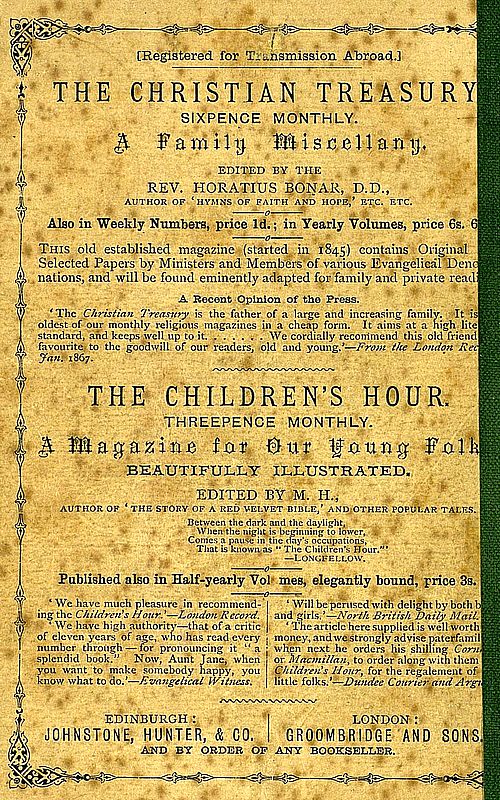 [Registered for Transmission Abroad.]
THE CHRISTIAN TREASURY
SIXPENCE MONTHLY.
A Family Miscellany.
EDITED BY THE
REV. HORATIUS BONAR, D.D.,
AUTHOR OF 'HYMNS OF FAITH AND HOPE,' ETC. ETC.
Also in Weekly Numbers, price 1d.; in Yearly Volumes, price 6s. 6
THIS old established magazine (started in 1845) contains Original
Selected Papers by Ministers and Members of various Evangelical Deno
nations, and will be found eminently adapted for family and private readi
A Recent Opinion of the Press.
'The Christian Treasury is the father of a large and increasing family. It is
oldest of our monthly religious magazines in a cheap form. It aims at a high lite
standard, and keeps well up to it. . . . . . . We cordially recommend this old friend
favourite to the goodwill of our readers, old and young.'—From the London Rec
Jan. 1867.
THE CHILDREN'S HOUR.
THREEPENCE MONTHLY.
A Magazine for Our Young Folk
BEAUTIFULLY ILLUSTRATED.
EDITED BY M. H.,
AUTHOR OF 'THE STORY OF A RED VELVET BIBLE,' AND OTHER POPULAR TALES.
Between the dark and the daylight,
When the night is beginning to lower,
Comes a pause in the day's occupations,
That is known as "The Children's Hour."'
—LONGFELLOW.
Published also in Half-yearly Vol mes, elegantly bound, price 3s.
'We have much pleasure in recommend-
ing the Children's Hour.'—London Record.
'We have high authority—that of a critic
of eleven years of age, who has read every
number through—for pronouncing it "a
splendid book." Now, Aunt Jane, when
you want to make somebody happy, you
know what to do.'—Evangelical Witness.
'Will be perused with delight by both b
and girls.'—North British Daily Mail.
'The article here supplied is well worth
money, and we strongly advise paterfamil
when next he orders his shilling Corn
or Macmillan, to order along with them
Children's Hour, for the regalement of
little folks.'—Dundee Courier and Argu
EDINBURGH:
JOHNSTONE, HUNTER, & CO.
LONDON:
GROOMBRIDGE AND SONS.
AND BY ORDER OF ANY BOOKSELLER.